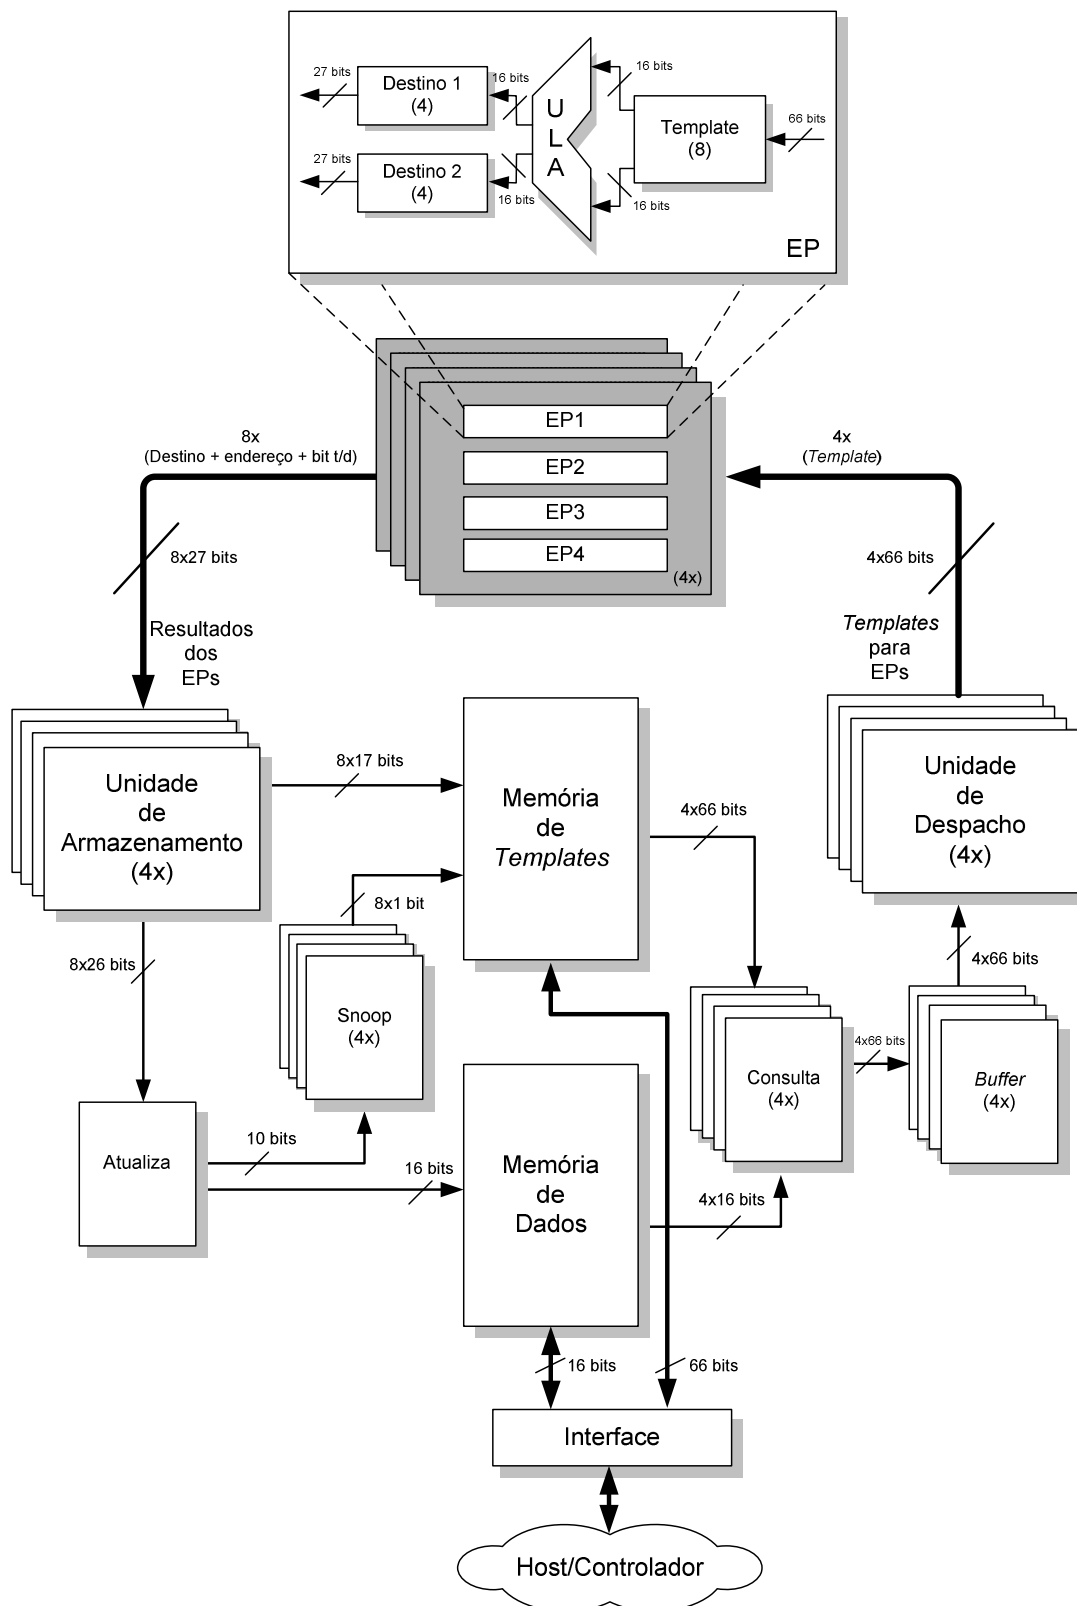 27 bits
Destino 1
(4)
16 bits
U
L
A
16 bits
Template
(8)
66 bits
27 bits
Destino 2
(4)
16 bits
16 bits
EP
EP1
EP2
EP3
EP4
(4x)
8x
(Destino + endereço + bit t/d)
4x
(Template)
8x27 bits
4x66 bits
Resultados
dos
EPs
Templates
para
EPs
Unidade
de
Armazenamento
(4x)
8x17 bits
Memória
de
Templates
4x66 bits
Unidade
de
Despacho
(4x)
8x1 bit
8x26 bits
Snoop
(4x)
4x66 bits
Consulta
(4x)
4x66 bits
Buffer
(4x)
Atualiza
10 bits
16 bits
Memória
de
Dados
4x16 bits
16 bits
66 bits
Interface
Host/Controlador